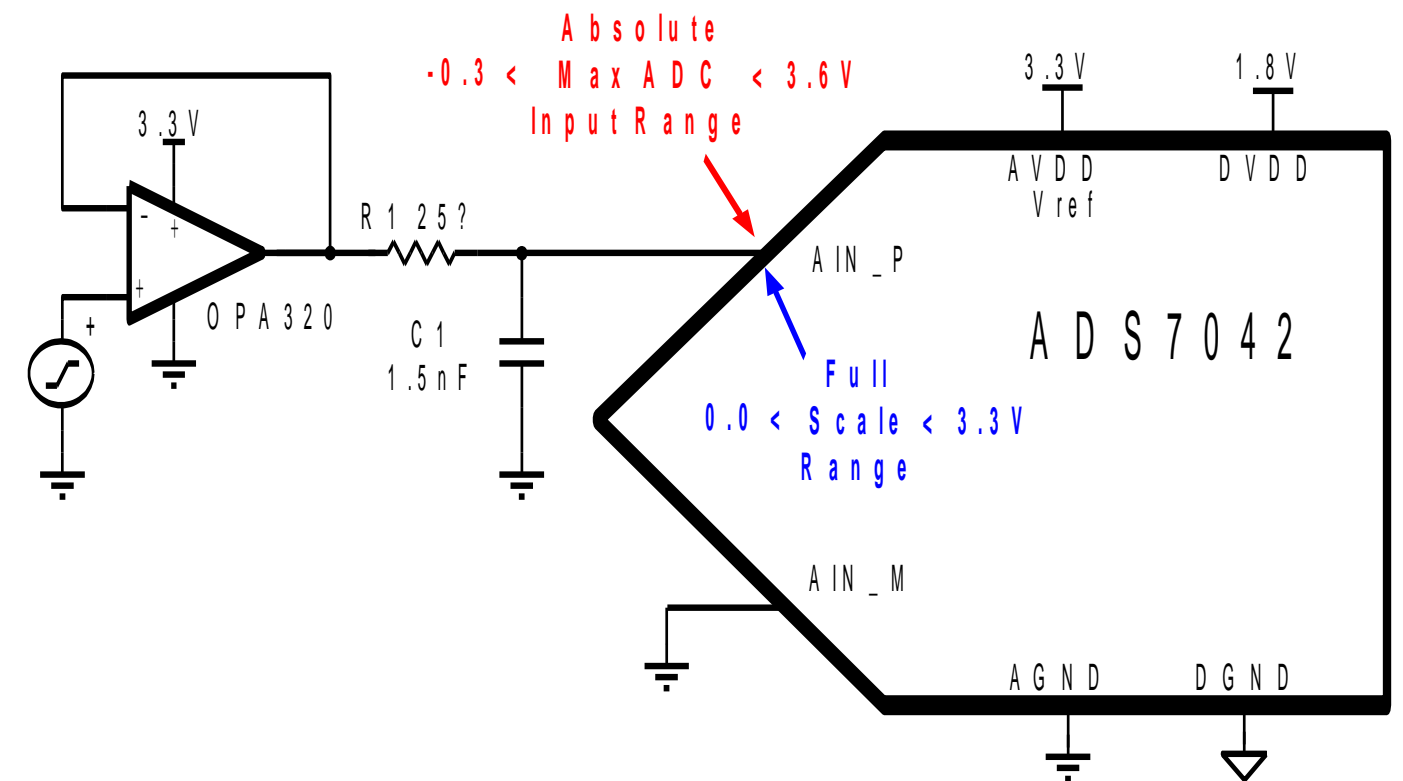 Absolute
-0.3 < Max ADC < 3.6V
Input Range
3.3V
1.8V
3.3V
AVDD
DVDD
Vref
-
+
R1 25?
AIN_P
+
OPA320
+
C1
1.5nF
ADS7042
Full
0.0 < Scale < 3.3V
Range
AIN_M
AGND
DGND